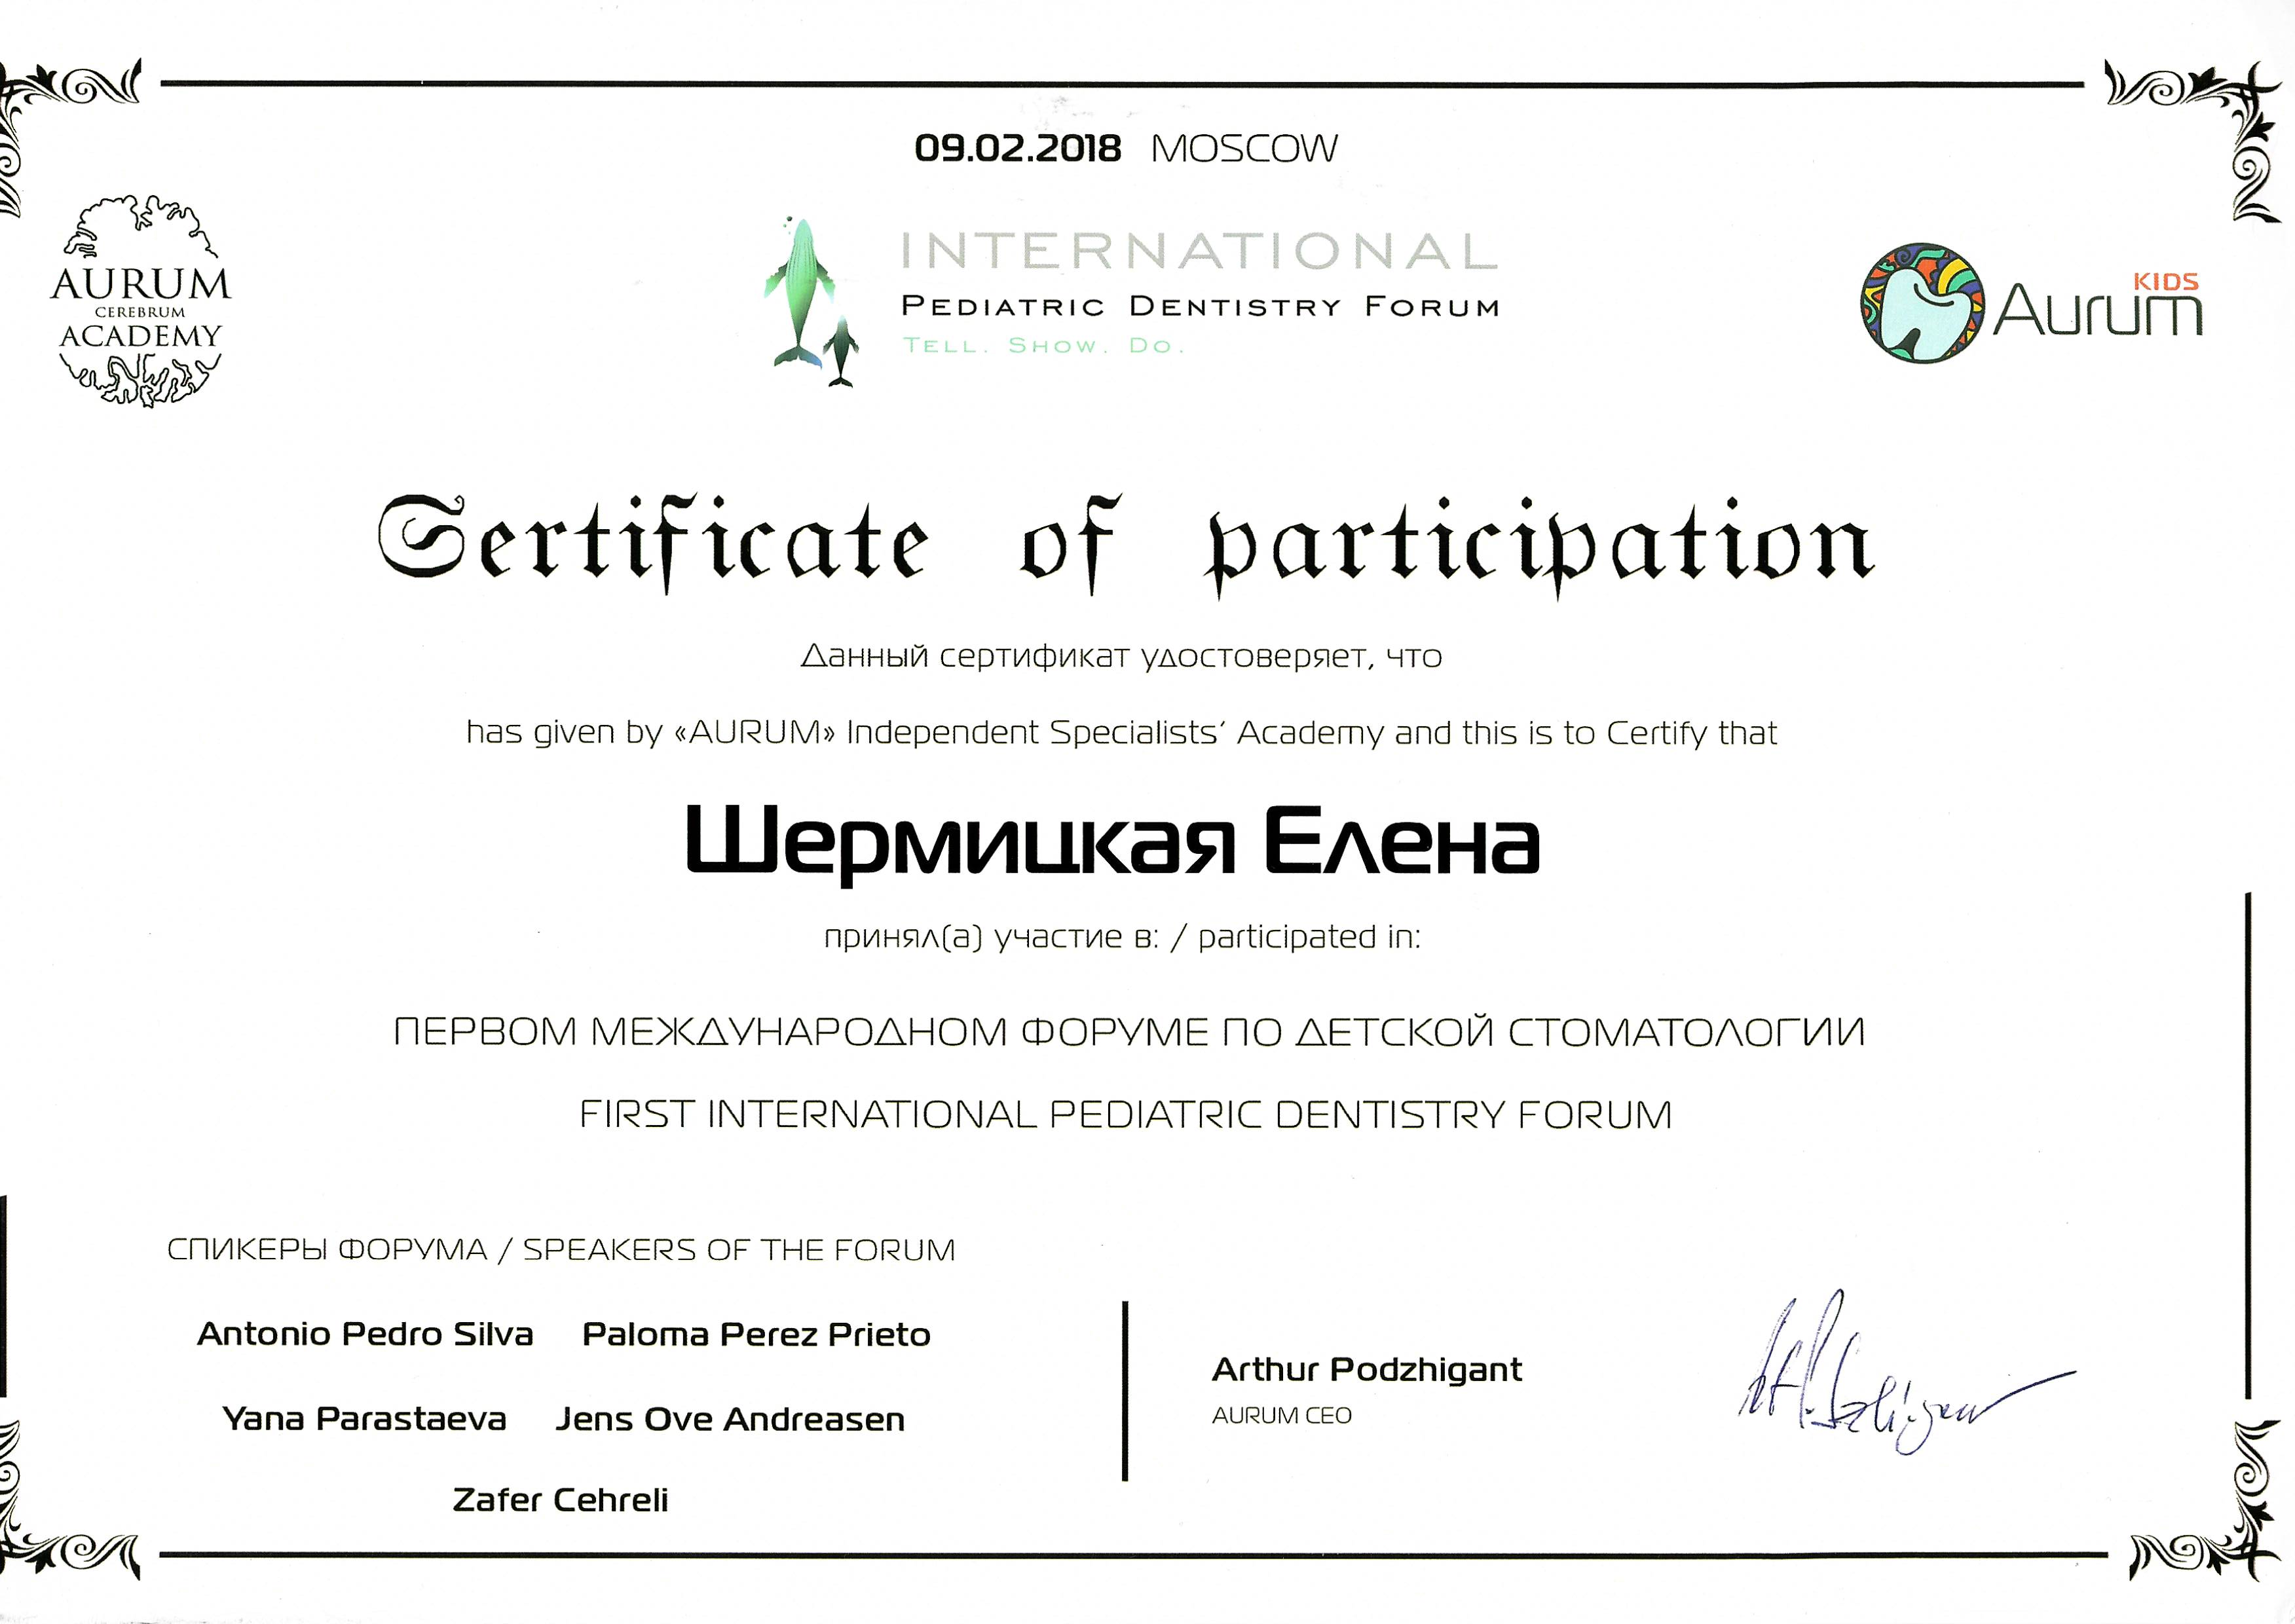 09.02.2018 MOSCOW
AURUM
CEREBRUM
ACADEMY
INTERNATIONAL
PEDIATRIC DENTISTRY FORUM
TELL. SHOW. DO.
KIDS
Aurum
Sertificate of participation
Данный сертификат удостоверяет, что
has given by «AURUM» Independent Specialists' Academy and this is to Certify that
Шермицкая Елена
принял(а) участие в: / participated in:
ПЕРВОМ МЕЖДУНАРОДНОМ ФОРУМЕ ПО ДЕТСКОЙ СТОМАТОЛОГИИ
FIRST INTERNATIONAL PEDIATRIC DENTISTRY FORUM
СПИКЕРЫ ФОРУМА / SPEAKERS OF THE FORUM
Antonio Pedro Silva Paloma Perez Prieto
Yana Parastaeva Jens Ove Andreasen
Zafer Cehreli
Arthur Podzhigant
AURUM CEO